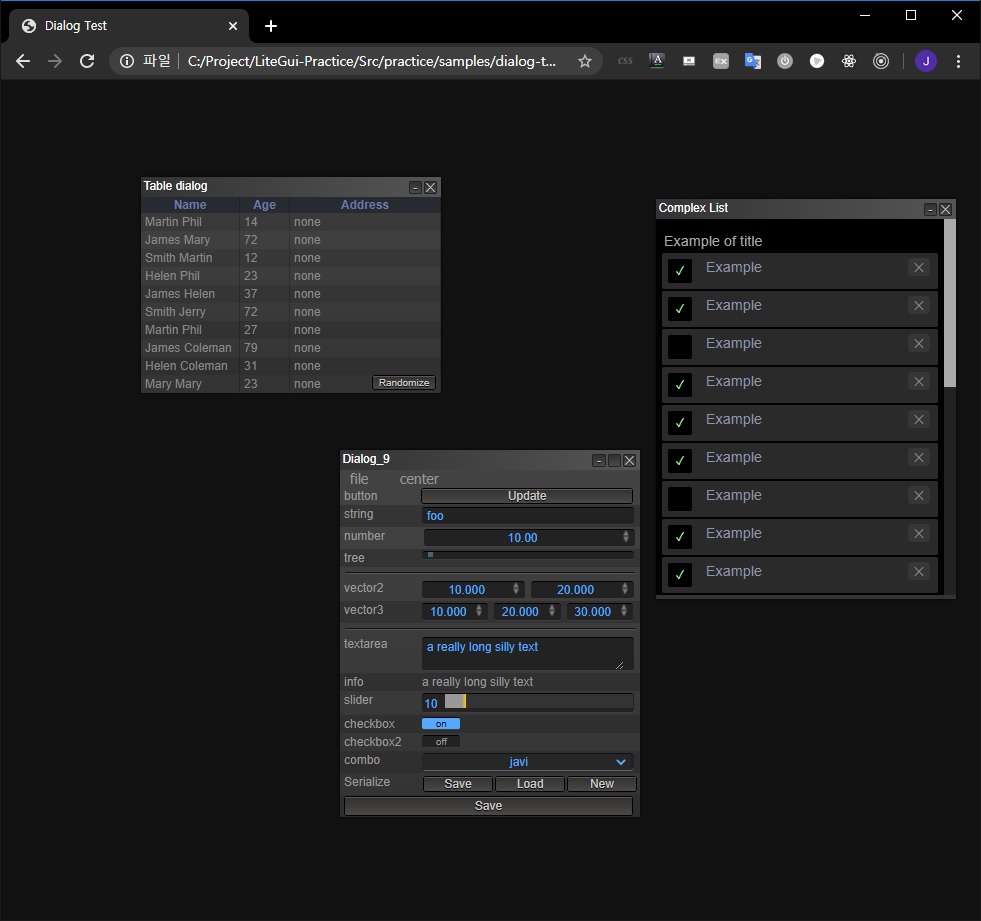 Dialog Test
파일 C:/Project/LiteGui-Practice/Src/practice/samples/dialog-t...
css A EX J
Table dialog
Name Age Address
Martin Phil 14 none
James Mary 72 none
Smith Martin 12 none
Helen Phil 23 none
James Helen 37 none
Smith Jerry 72 none
Martin Phil 27 none
James Coleman 79 none
Helen Coleman 31 none
Mary Mary 23 none Randomize
Complex List
Example of title
Example
Example
Example
Example
Example
Example
Example
Example
Example
Dialog_9
file center
button Update
string foo
number 10.00
tree
vector2 10.000 20.000
vector3 10.000 20.000 30.000
textarea a really long silly text
info a really long silly text
slider 10
checkbox on
checkbox2 off
combo javi
Serialize Save Load New
Save